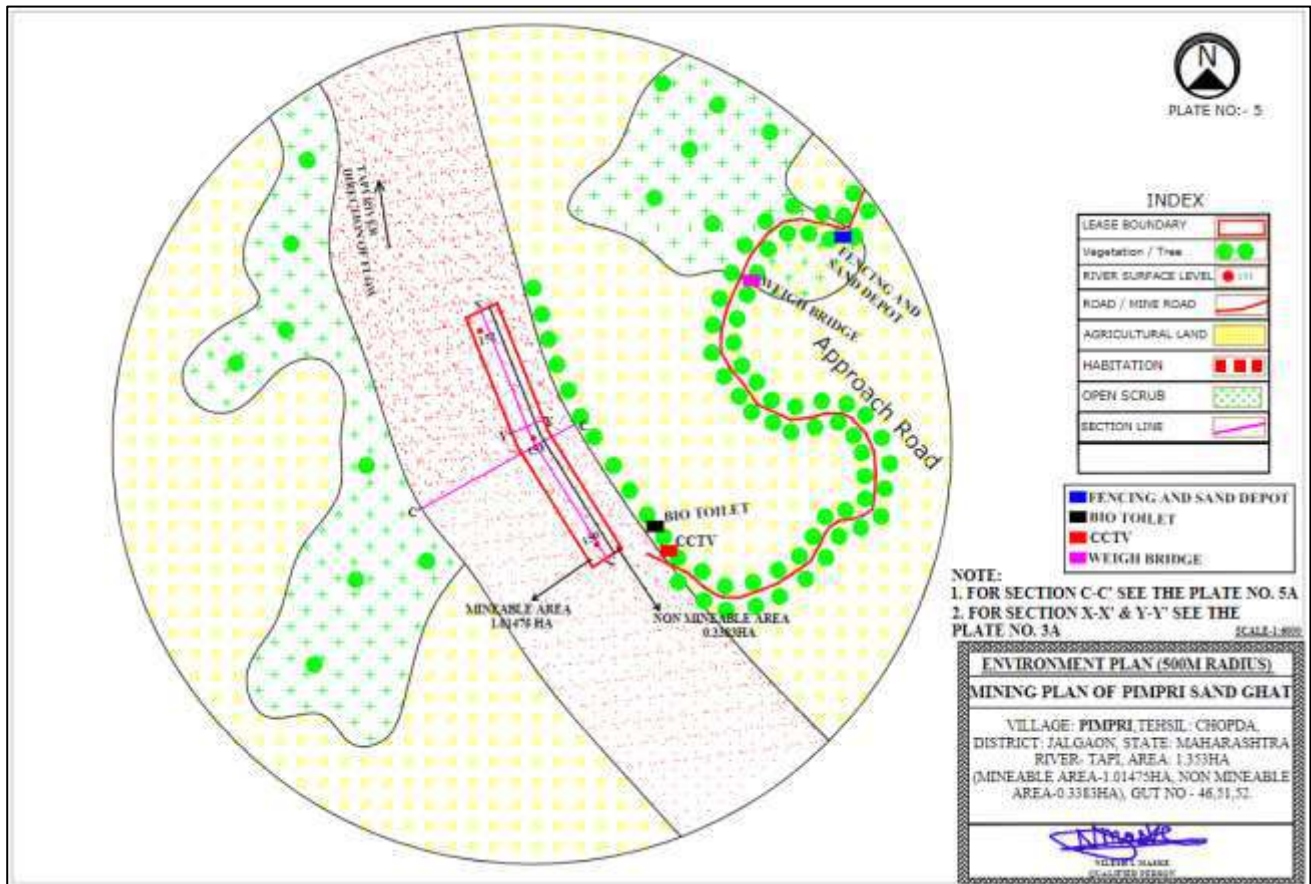 N
PLATE NO:- 5
TAPI RIVER
DIRECTION OF FLOW
FENCING AND
SAND DEPOT
WEIGH BRIDGE
Approach Road
C
BIO TOILET
CCTV
MINEABLE AREA
1.01475 HA
NON MINEABLE AREA
INDEX
LEASE BOUNDARY
Vegetation / Tree
RIVER SURFACE LEVEL
ROAD / MINE ROAD
AGRICULTURAL LAND
HABITATION
OPEN SCRUB
SECTION LINE
FENCING AND SAND DEPOT
BIO TOILET
CCTV
WEIGH BRIDGE
NOTE:
1. FOR SECTION C-C' SEE THE PLATE NO. 5A
2. FOR SECTION X-X' & Y-Y' SEE THE
PLATE NO. 3A
ENVIRONMENT PLAN (500M RADIUS)
MINING PLAN OF PIMPRI SAND GHAT
VILLAGE: PIMPRI, TEHSIL: CHOPDA,
DISTRICT: JALGAON, STATE: MAHARASHTRA
RIVER- TAPI, AREA: 1.353HA
(MINEABLE AREA-1.01475HA, NON MINEABLE
AREA-0.3383HA), GUT NO - 46,51,52.
QUALIFIED PERSON